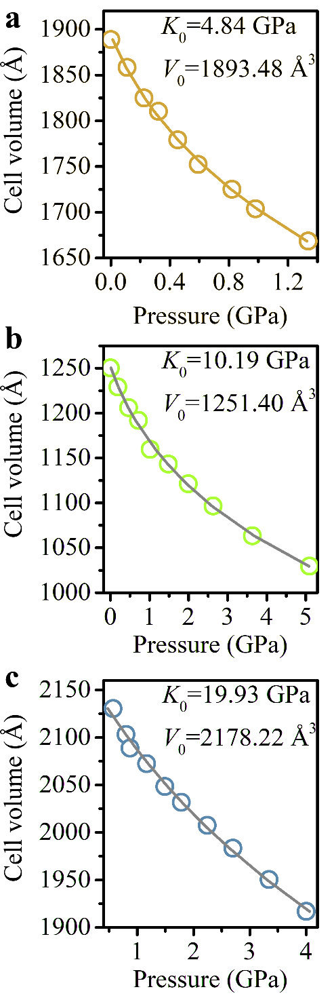 a
K₀=4.84 GPa
V₀=1893.48 Å³
Cell volume (Å)
1900
1850
1800
1750
1700
1650
0.0 0.4 0.8 1.2
Pressure (GPa)
b
K₀=10.19 GPa
V₀=1251.40 Å³
Cell volume (Å)
1250
1200
1150
1100
1050
1000
0 1 2 3 4 5
Pressure (GPa)
c
K₀=19.93 GPa
V₀=2178.22 Å³
Cell volume (Å)
2150
2100
2050
2000
1950
1900
1 2 3 4
Pressure (GPa)